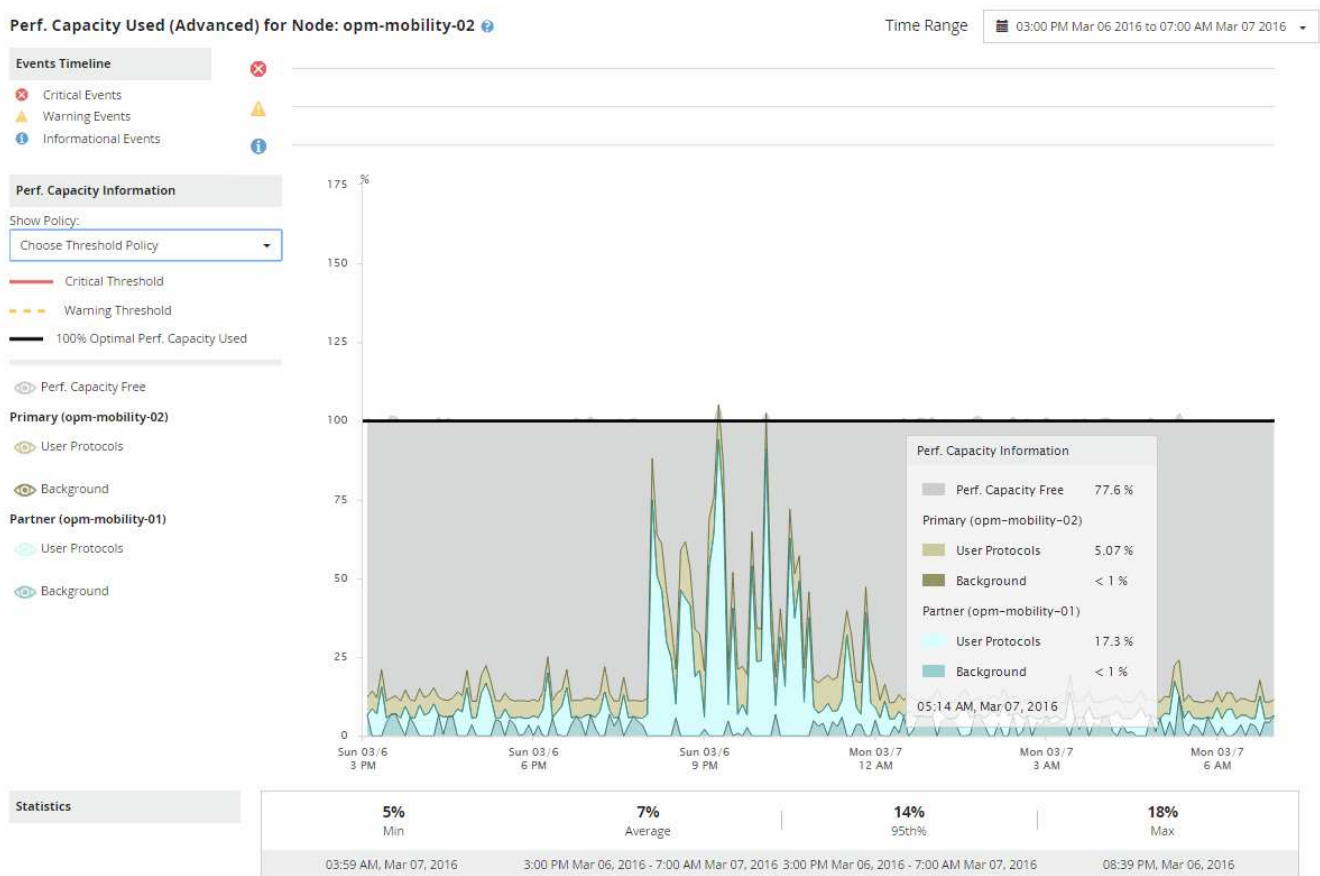 Perf. Capacity Used (Advanced) for Node: opm-mobility-02 ?
Time Range 03:00 PM Mar 06 2016 to 07:00 AM Mar 07 2016
Events Timeline
Critical Events
Warning Events
Informational Events
Perf. Capacity Information
Show Policy:
Choose Threshold Policy
Critical Threshold
Warning Threshold
100% Optimal Perf. Capacity Used
Perf. Capacity Free
Primary (opm-mobility-02)
User Protocols
Background
Partner (opm-mobility-01)
User Protocols
Background
175 %
150
125
100
75
50
25
0
Sun 03/6 Sun 03/6 Sun 03/6 Mon 03/7 Mon 03/7 Mon 03/7
3 PM 6 PM 9 PM 12 AM 3 AM 6 AM
Perf. Capacity Information
Perf. Capacity Free 77.6 %
Primary (opm-mobility-02)
User Protocols 5.07 %
Background < 1 %
Partner (opm-mobility-01)
User Protocols 17.3 %
Background < 1 %
05:14 AM, Mar 07, 2016
Statistics
5% 7% 14% 18%
Min Average 95th% Max
03:59 AM, Mar 07, 2016 3:00 PM Mar 06, 2016 - 7:00 AM Mar 07, 2016 3:00 PM Mar 06, 2016 - 7:00 AM Mar 07, 2016 08:39 PM, Mar 06, 2016